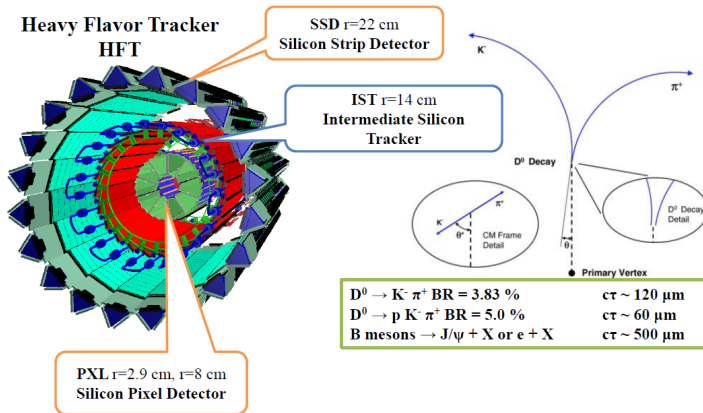 Heavy Flavor Tracker
HFT
SSD r=22 cm
Silicon Strip Detector
IST r=14 cm
Intermediate Silicon
Tracker
PXL r=2.9 cm, r=8 cm
Silicon Pixel Detector
K-
π+
D⁰ Decay
π+
K-
θ*
CM Frame
Detail
D⁰ Decay
Detail
θ
Primary Vertex
D⁰ → K⁻ π⁺ BR = 3.83 % cτ ~ 120 μm
D⁰ → p K⁻ π⁺ BR = 5.0 % cτ ~ 60 μm
B mesons → J/ψ + X or e + X cτ ~ 500 μm